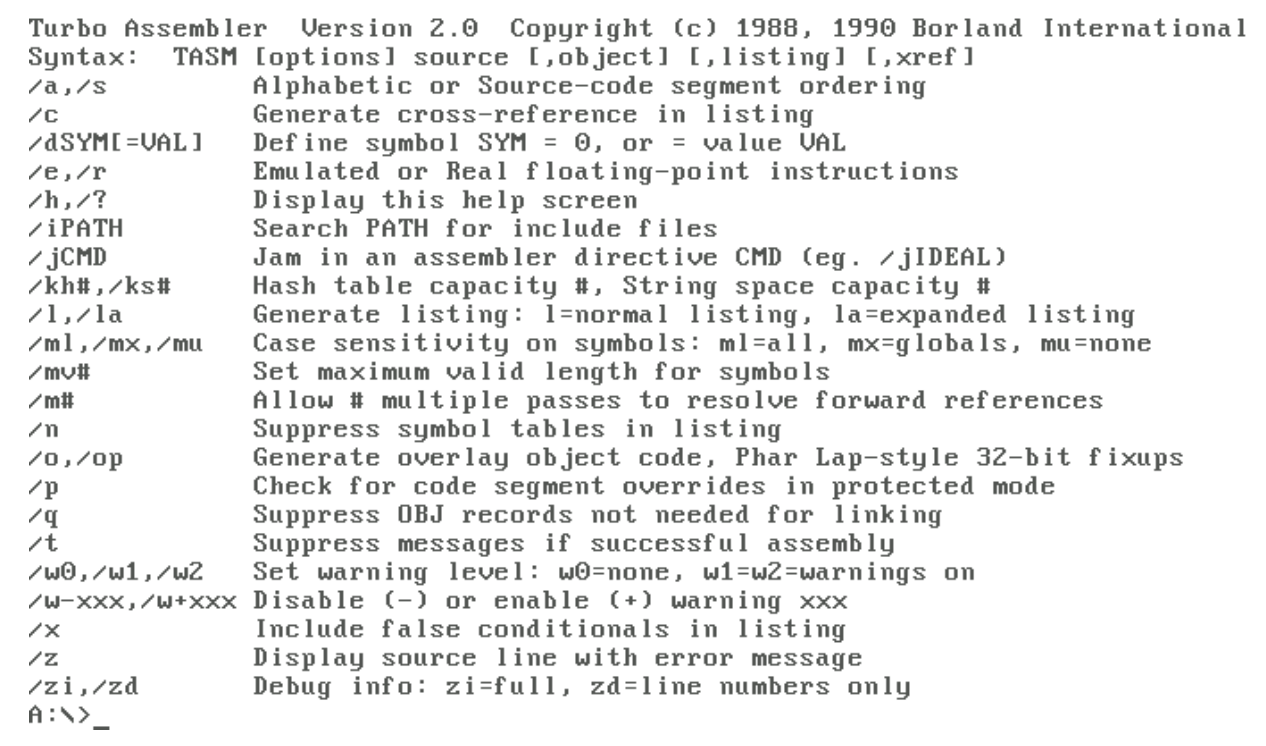 Turbo Assembler  Version 2.0  Copyright (c) 1988, 1990 Borland International
Syntax:  TASM [options] source [,object] [,listing] [,xref]
/a,/s         Alphabetic or Source-code segment ordering
/c            Generate cross-reference in listing
/dSYM[=VAL]   Define symbol SYM = 0, or = value VAL
/e,/r         Emulated or Real floating-point instructions
/h,/?         Display this help screen
/iPATH        Search PATH for include files
/jCMD         Jam in an assembler directive CMD (eg. /jIDEAL)
/kh#,/ks#     Hash table capacity #, String space capacity #
/l,/la        Generate listing: l=normal listing, la=expanded listing
/ml,/mx,/mu   Case sensitivity on symbols: ml=all, mx=globals, mu=none
/mv#          Set maximum valid length for symbols
/m#           Allow # multiple passes to resolve forward references
/n            Suppress symbol tables in listing
/o,/op        Generate overlay object code, Phar Lap-style 32-bit fixups
/p            Check for code segment overrides in protected mode
/q            Suppress OBJ records not needed for linking
/t            Suppress messages if successful assembly
/w0,/w1,/w2   Set warning level: w0=none, w1=w2=warnings on
/w-xxx,/w+xxx Disable (-) or enable (+) warning xxx
/x            Include false conditionals in listing
/z            Display source line with error message
/zi,/zd       Debug info: zi=full, zd=line numbers only
A:\>_